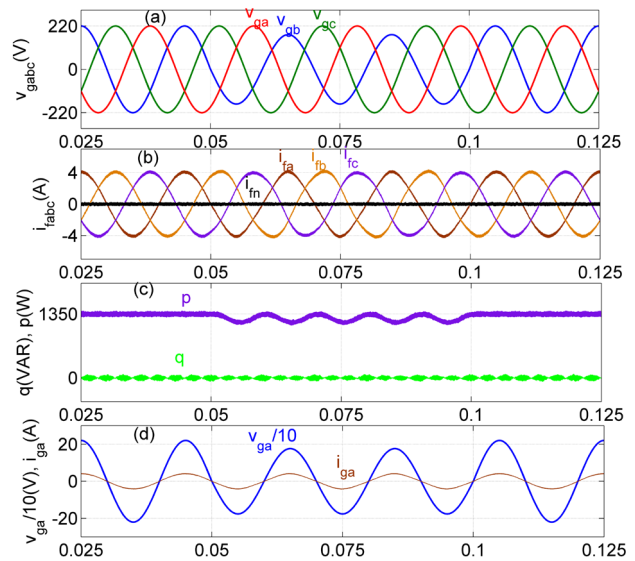 (a)
v_ga
v_gb
v_gc
220
0
-220
v_gabc(V)
0.025 0.05 0.075 0.1 0.125
(b)
i_fa
i_fb
i_fc
i_fn
4
0
-4
i_fabc(A)
0.025 0.05 0.075 0.1 0.125
(c)
p
1350
q
0
q(VAR), p(W)
0.025 0.05 0.075 0.1 0.125
(d)
v_ga/10
i_ga
20
0
-20
v_ga/10(V), i_ga(A)
0.025 0.05 0.075 0.1 0.125